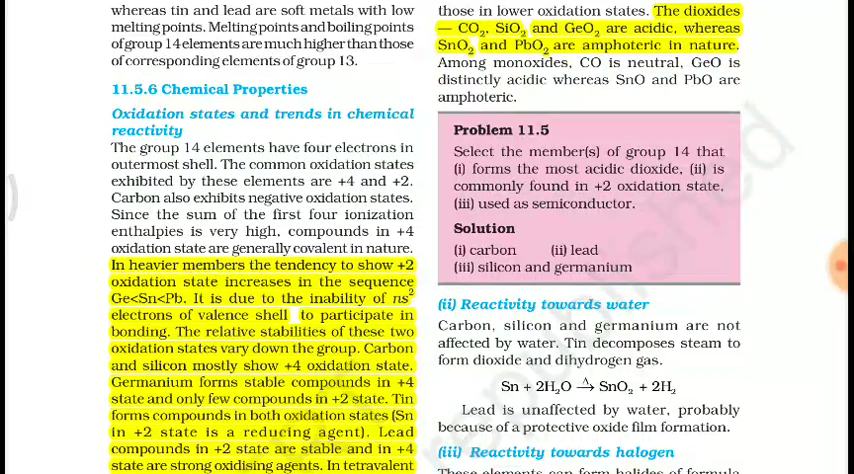 whereas tin and lead are soft metals with low
melting points. Melting points and boiling points
of group 14 elements are much higher than those
of corresponding elements of group 13.
11.5.6 Chemical Properties
Oxidation states and trends in chemical
reactivity
The group 14 elements have four electrons in
outermost shell. The common oxidation states
exhibited by these elements are +4 and +2.
Carbon also exhibits negative oxidation states.
Since the sum of the first four ionization
enthalpies is very high, compounds in +4
oxidation state are generally covalent in nature.
In heavier members the tendency to show +2
oxidation state increases in the sequence
Ge<Sn<Pb. It is due to the inability of ns²
electrons of valence shell to participate in
bonding. The relative stabilities of these two
oxidation states vary down the group. Carbon
and silicon mostly show +4 oxidation state.
Germanium forms stable compounds in +4
state and only few compounds in +2 state. Tin
forms compounds in both oxidation states (Sn
in +2 state is a reducing agent). Lead
compounds in +2 state are stable and in +4
state are strong oxidising agents. In tetravalent
those in lower oxidation states. The dioxides
— CO₂, SiO₂ and GeO₂ are acidic, whereas
SnO₂ and PbO₂ are amphoteric in nature.
Among monoxides, CO is neutral, GeO is
distinctly acidic whereas SnO and PbO are
amphoteric.
Problem 11.5
Select the member(s) of group 14 that
(i) forms the most acidic dioxide, (ii) is
commonly found in +2 oxidation state,
(iii) used as semiconductor.
Solution
(i) carbon (ii) lead
(iii) silicon and germanium
(ii) Reactivity towards water
Carbon, silicon and germanium are not
affected by water. Tin decomposes steam to
form dioxide and dihydrogen gas.
Sn + 2H₂O →Δ SnO₂ + 2H₂
Lead is unaffected by water, probably
because of a protective oxide film formation.
(iii) Reactivity towards halogen
These elements can form halides of formula
republished